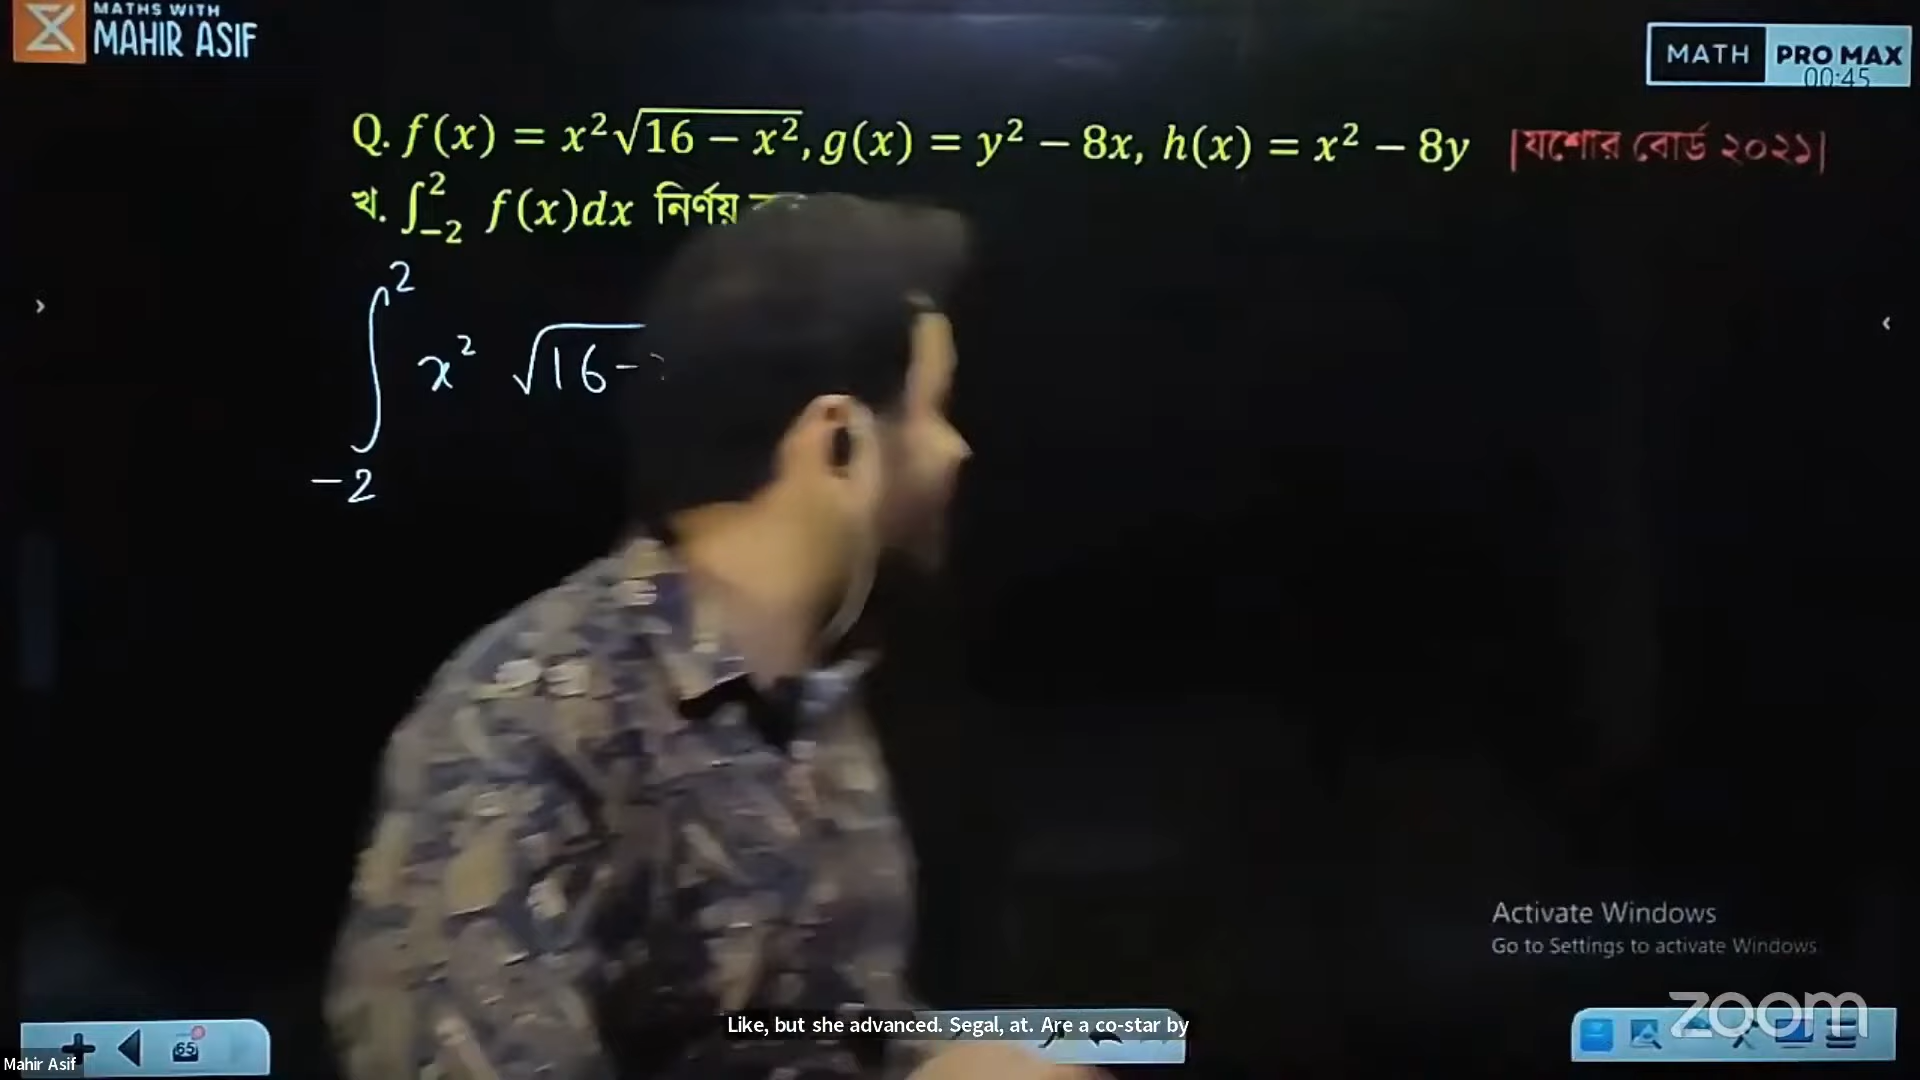 MATHS WITH
MAHIR ASIF
MATH PRO MAX
00:45
Q. f(x) = x²√(16 − x²), g(x) = y² − 8x, h(x) = x² − 8y [যশোর বোর্ড ২০২১]
খ. ∫₋₂² f(x)dx নির্ণয়
∫₋₂² x² √16−
Activate Windows
Go to Settings to activate Windows.
zoom
Like, but she advanced. Segal, at. Are a co-star by
65
Mahir Asif